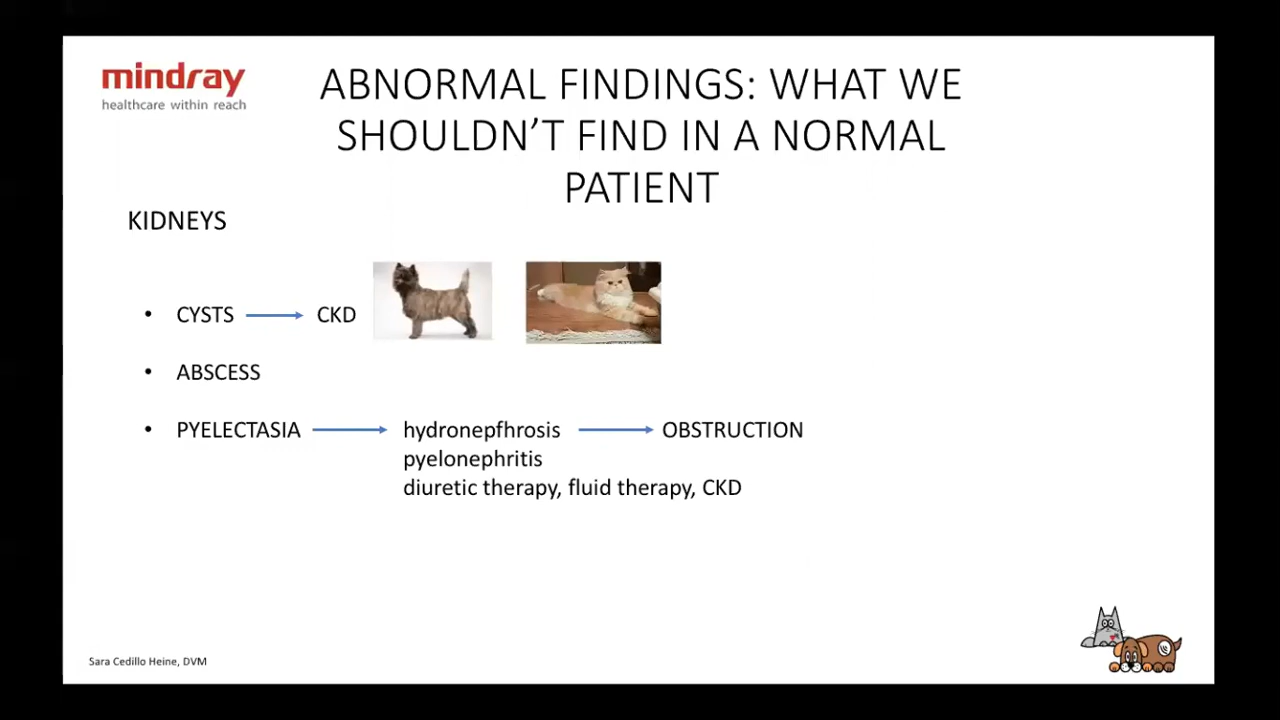 mindray
healthcare within reach
ABNORMAL FINDINGS: WHAT WE
SHOULDN'T FIND IN A NORMAL
PATIENT
KIDNEYS
• CYSTS CKD
• ABSCESS
• PYELECTASIA hydronepfhrosis OBSTRUCTION
pyelonephritis
diuretic therapy, fluid therapy, CKD
Sara Cedillo Heine, DVM